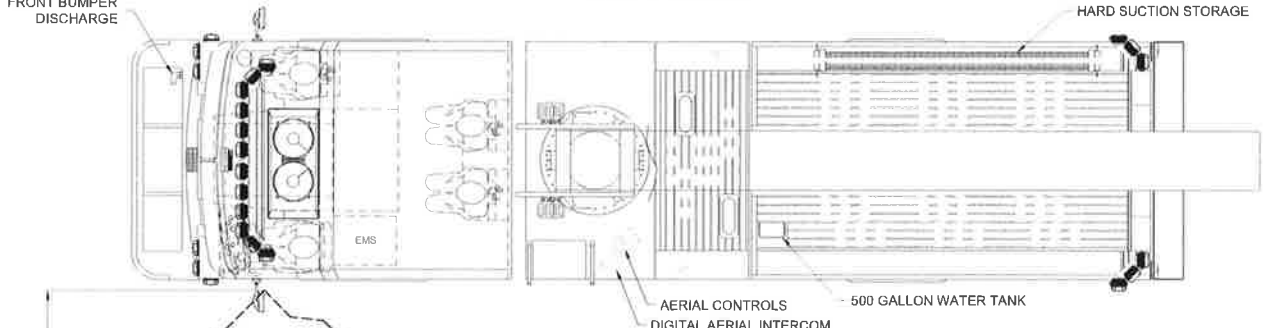 FRONT BUMPER
DISCHARGE
HARD SUCTION STORAGE
EMS
AERIAL CONTROLS
500 GALLON WATER TANK
DIGITAL AERIAL INTERCOM